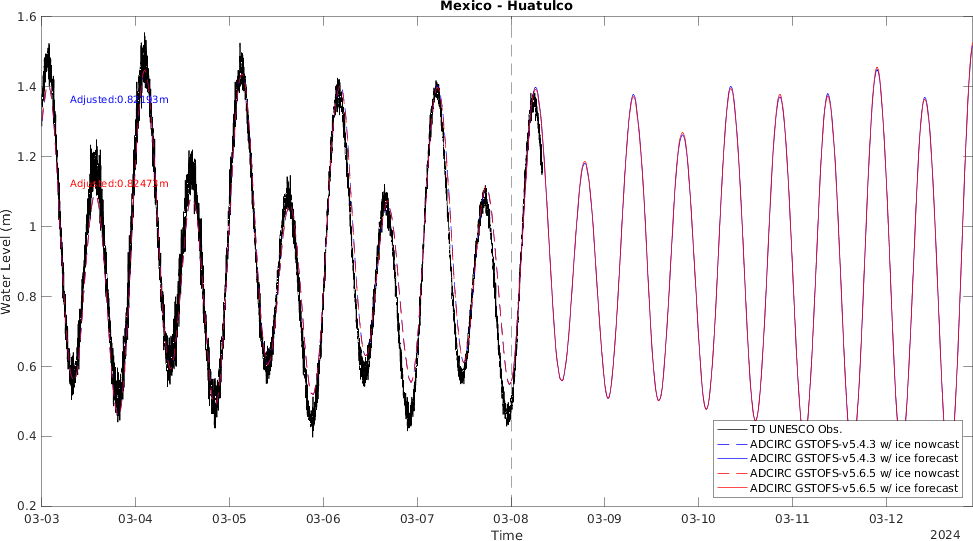 Mexico - Huatulco
1.6
1.4
1.2
1
0.8
0.6
0.4
0.2
Water Level (m)
Adjusted:0.82193m
Adjusted:0.82473m
TD UNESCO Obs.
ADCIRC GSTOFS-v5.4.3 w/ ice nowcast
ADCIRC GSTOFS-v5.4.3 w/ ice forecast
ADCIRC GSTOFS-v5.6.5 w/ ice nowcast
ADCIRC GSTOFS-v5.6.5 w/ ice forecast
03-03 03-04 03-05 03-06 03-07 03-08 03-09 03-10 03-11 03-12
Time
2024